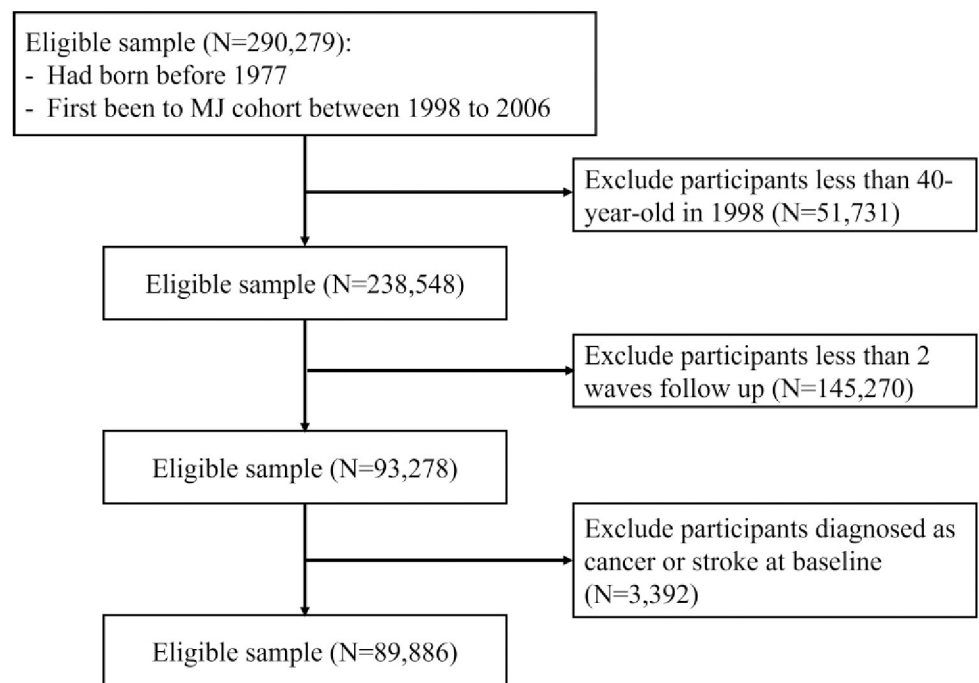 Eligible sample (N=290,279):
- Had born before 1977
- First been to MJ cohort between 1998 to 2006
Exclude participants less than 40-
year-old in 1998 (N=51,731)
Eligible sample (N=238,548)
Exclude participants less than 2
waves follow up (N=145,270)
Eligible sample (N=93,278)
Exclude participants diagnosed as
cancer or stroke at baseline
(N=3,392)
Eligible sample (N=89,886)